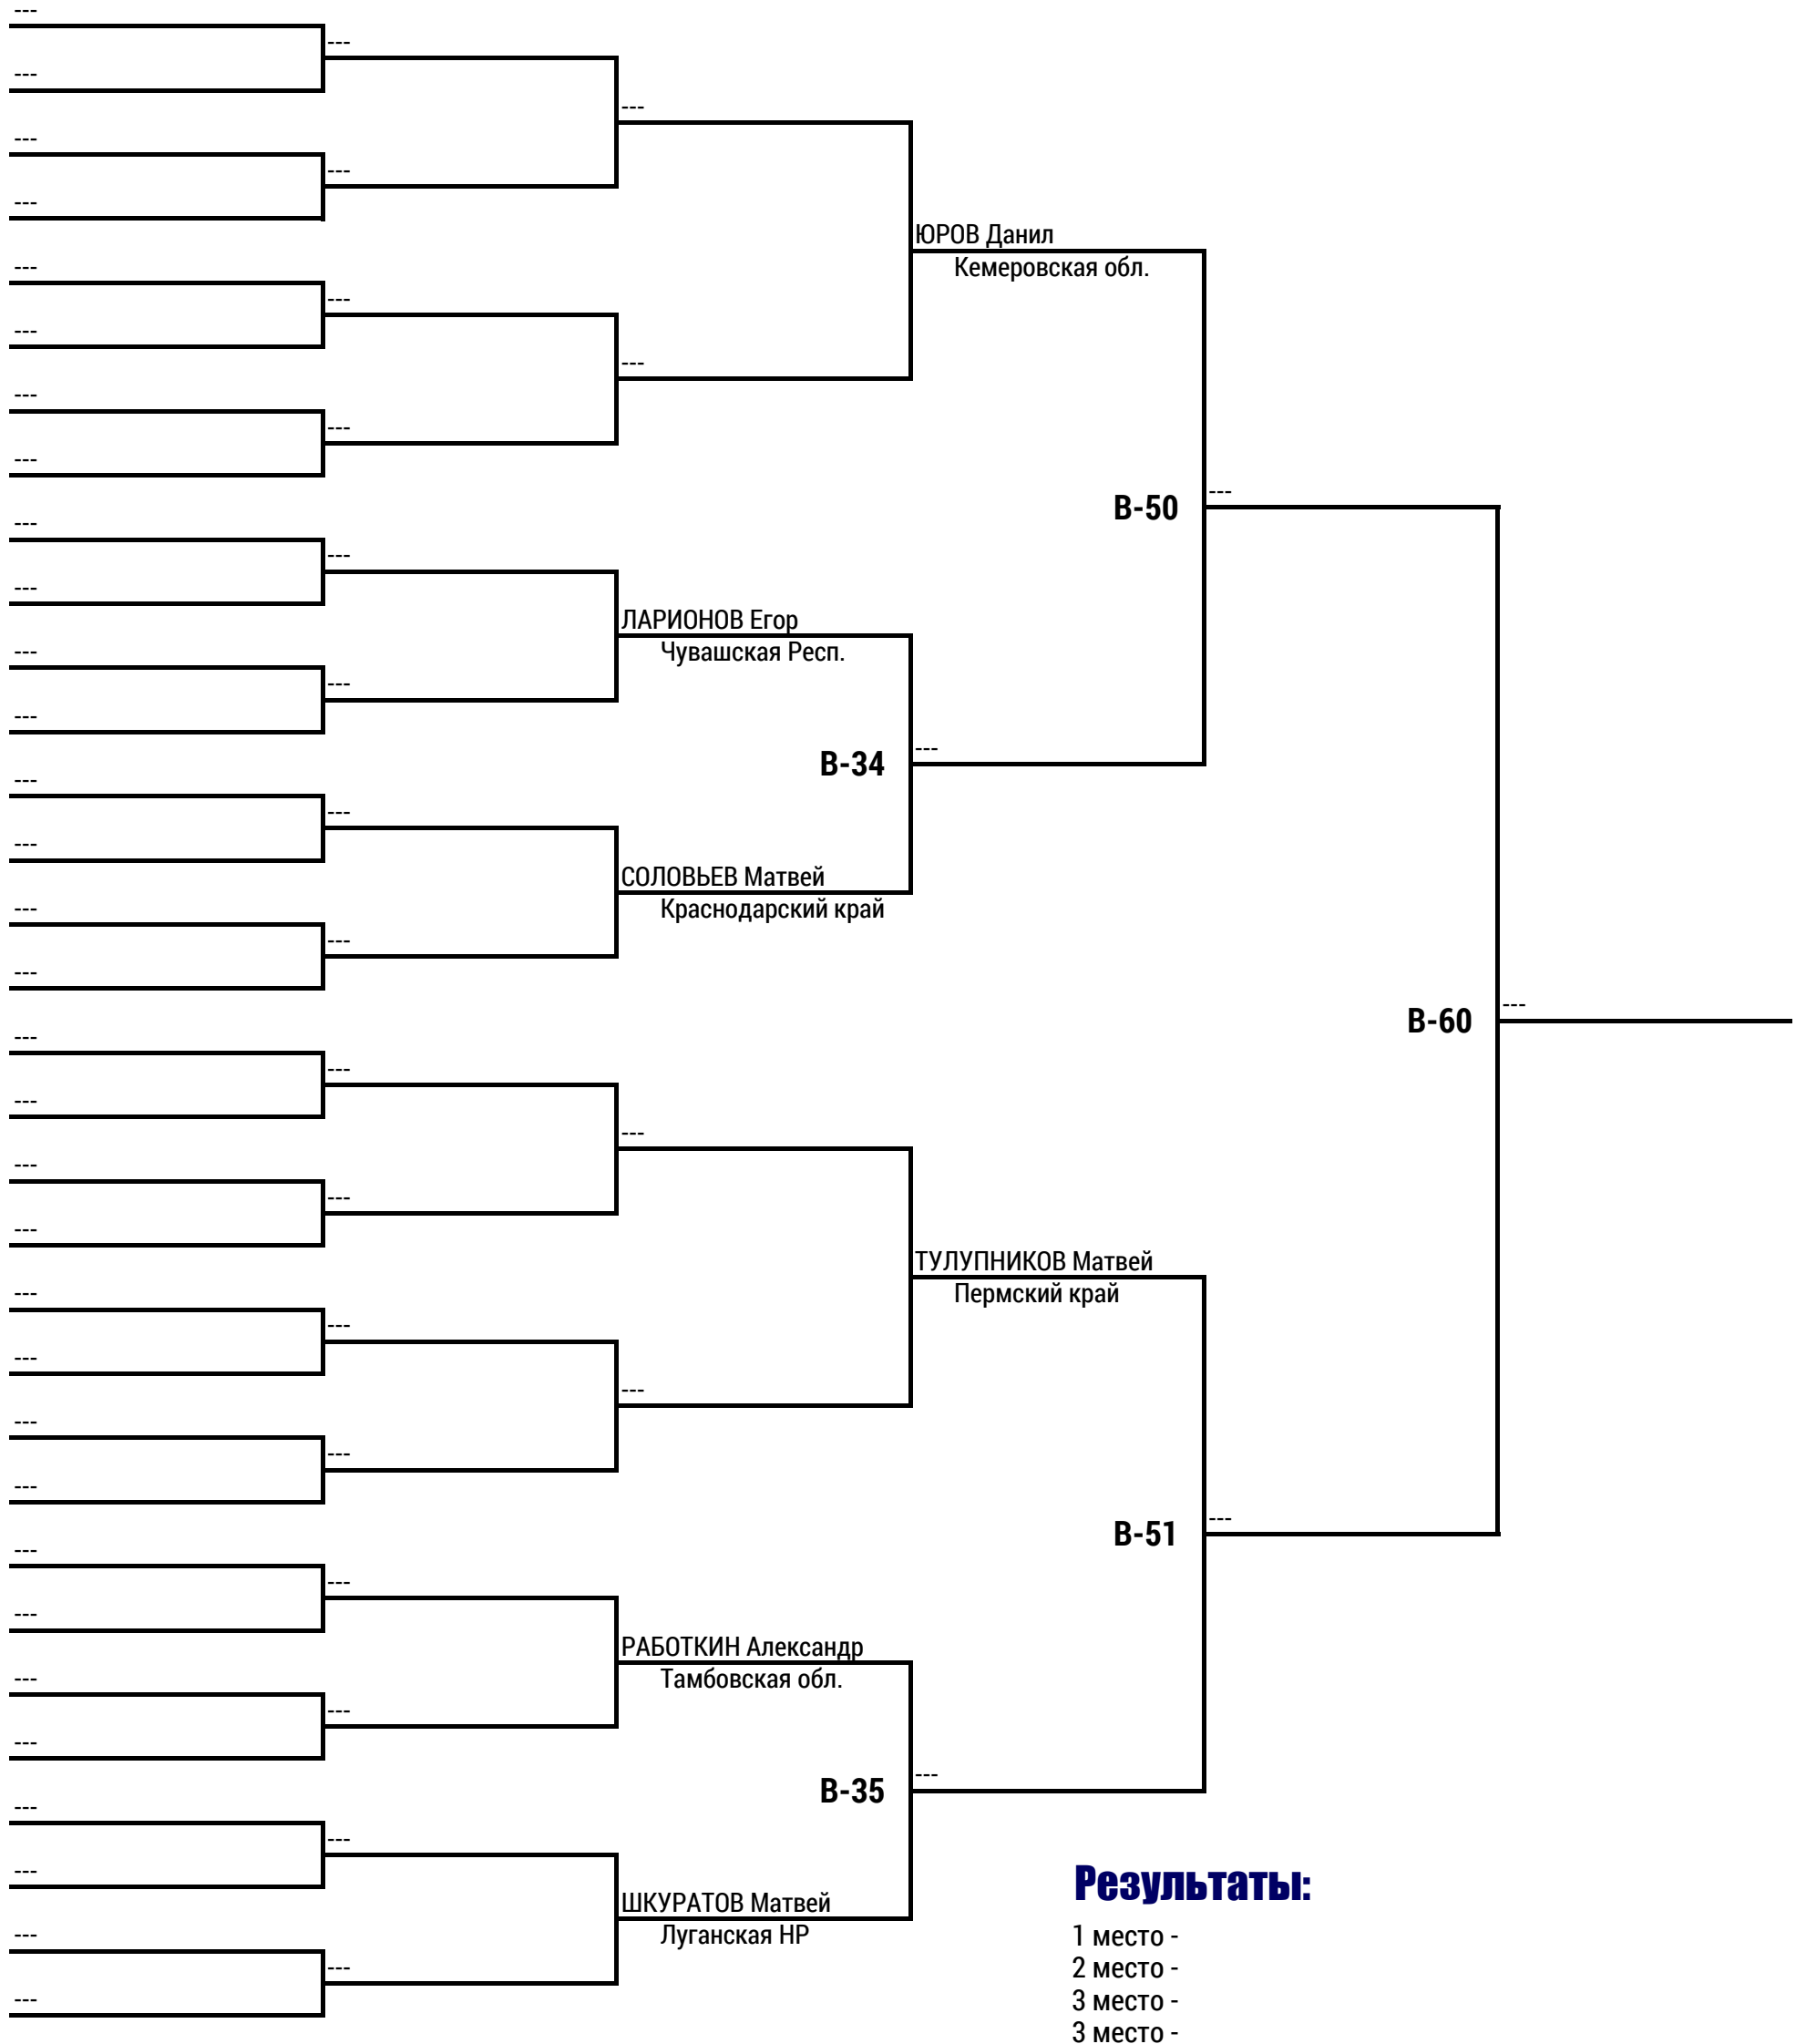 ---
---
---
---
---
---
---
ЮРОВ Данил
Кемеровская обл.
---
---
---
---
---
---
---
---
B-50
---
---
---
ЛАРИОНОВ Егор
Чувашская Респ.
---
---
---
---
B-34
---
---
---
СОЛОВЬЕВ Матвей
Краснодарский край
---
---
---
---
B-60
---
---
---
---
---
---
---
ТУЛУПНИКОВ Матвей
Пермский край
---
---
---
---
---
---
---
---
B-51
---
---
---
РАБОТКИН Александр
Тамбовская обл.
---
---
---
---
B-35
---
---
---
ШКУРАТОВ Матвей
Луганская НР
---
---
---
Результаты:
1 место -
2 место -
3 место -
3 место -